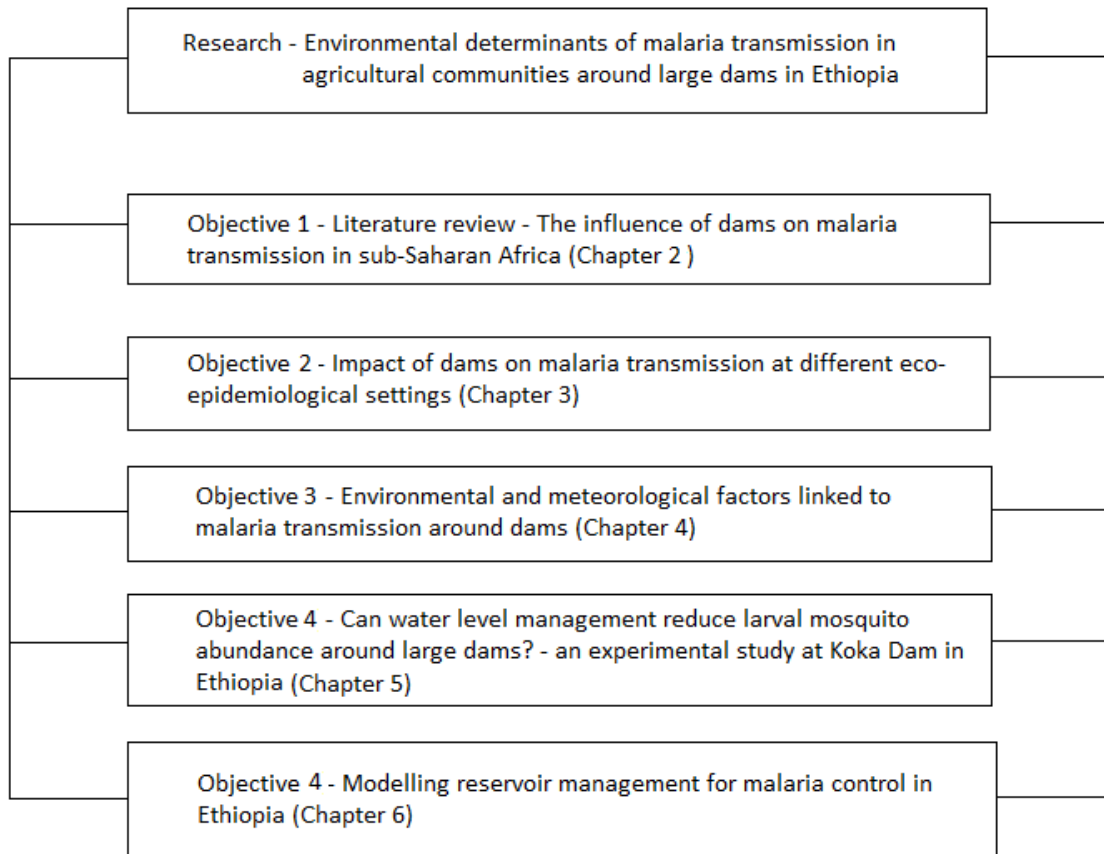 Research - Environmental determinants of malaria transmission in
agricultural communities around large dams in Ethiopia
Objective 1 - Literature review - The influence of dams on malaria
transmission in sub-Saharan Africa (Chapter 2 )
Objective 2 - Impact of dams on malaria transmission at different eco-
epidemiological settings (Chapter 3)
Objective 3 - Environmental and meteorological factors linked to
malaria transmission around dams (Chapter 4)
Objective 4 - Can water level management reduce larval mosquito
abundance around large dams? - an experimental study at Koka Dam in
Ethiopia (Chapter 5)
Objective 4 - Modelling reservoir management for malaria control in
Ethiopia (Chapter 6)